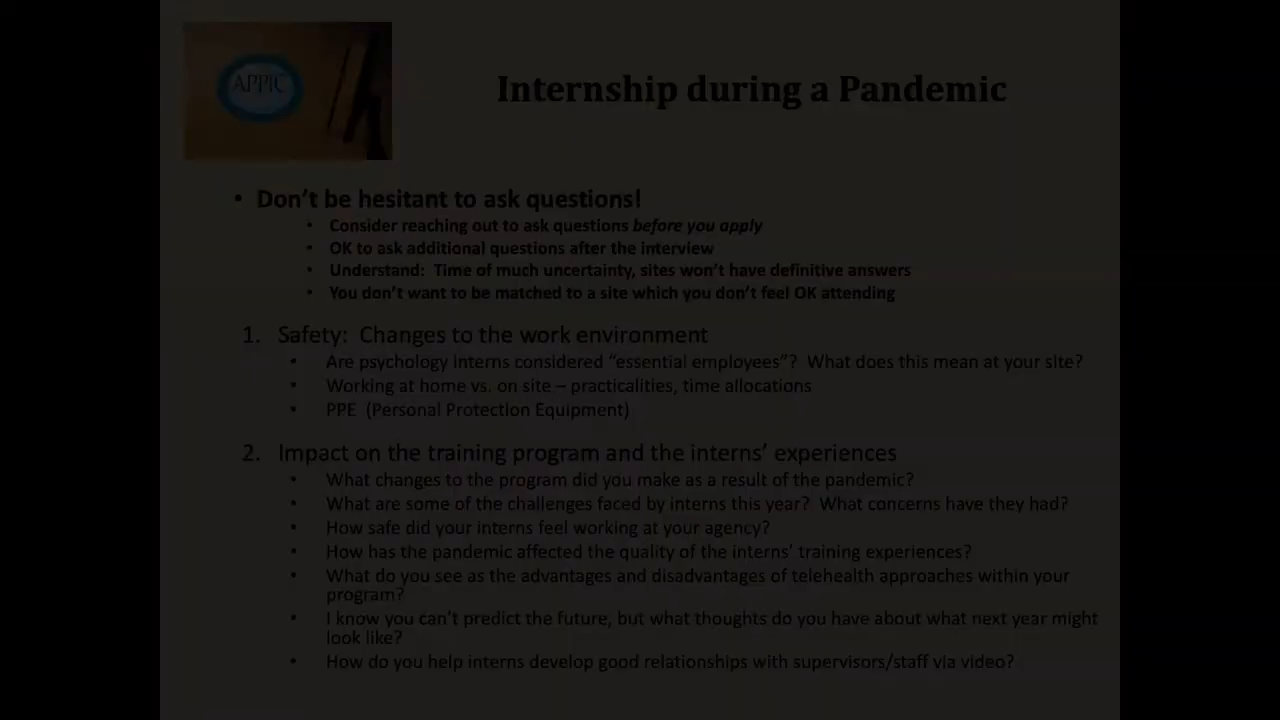 APPIC
Internship during a Pandemic
• Don't be hesitant to ask questions!
• Consider reaching out to ask questions before you apply
• OK to ask additional questions after the interview
• Understand: Time of much uncertainty, sites won't have definitive answers
• You don't want to be matched to a site which you don't feel OK attending
1. Safety: Changes to the work environment
• Are psychology interns considered "essential employees"? What does this mean at your site?
• Working at home vs. on site – practicalities, time allocations
• PPE (Personal Protection Equipment)
2. Impact on the training program and the interns' experiences
• What changes to the program did you make as a result of the pandemic?
• What are some of the challenges faced by interns this year? What concerns have they had?
• How safe did your interns feel working at your agency?
• How has the pandemic affected the quality of the interns' training experiences?
• What do you see as the advantages and disadvantages of telehealth approaches within your
program?
• I know you can't predict the future, but what thoughts do you have about what next year might
look like?
• How do you help interns develop good relationships with supervisors/staff via video?